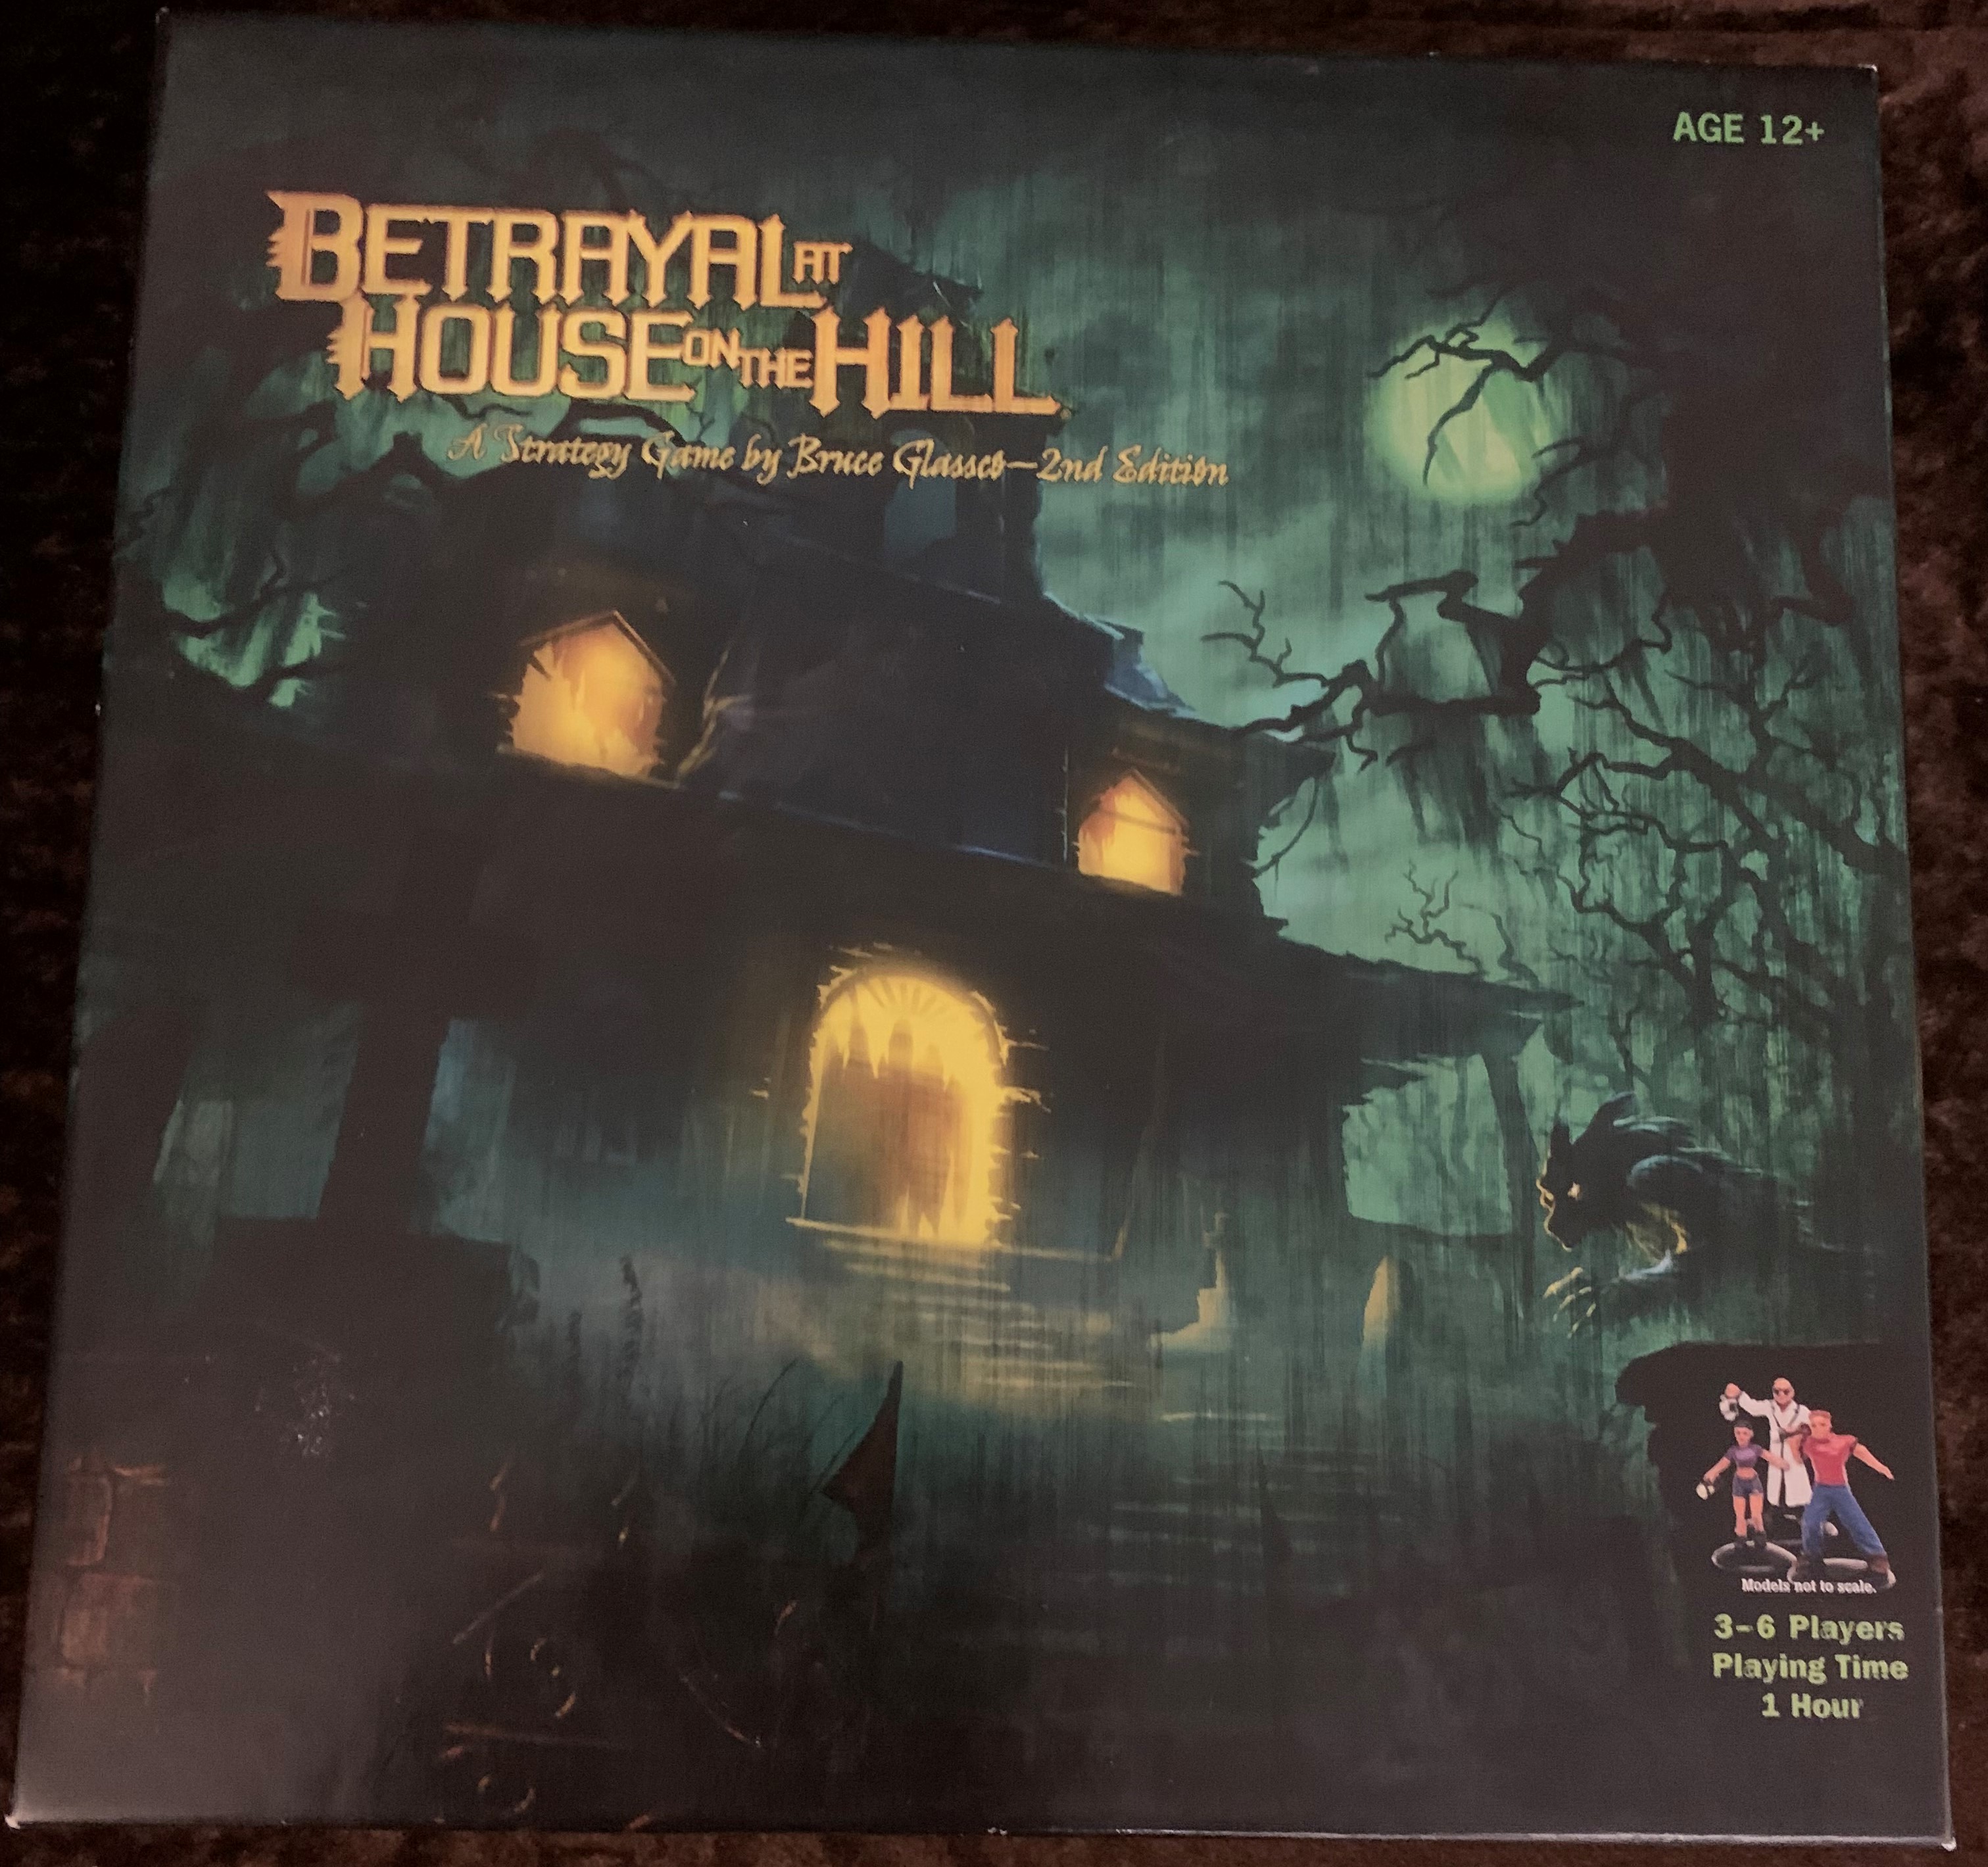 AGE 12+
BETRAYAL AT
HOUSE ON THE HILL
A Strategy Game by Bruce Glassco—2nd Edition
Models not to scale.
3-6 Players
Playing Time
1 Hour